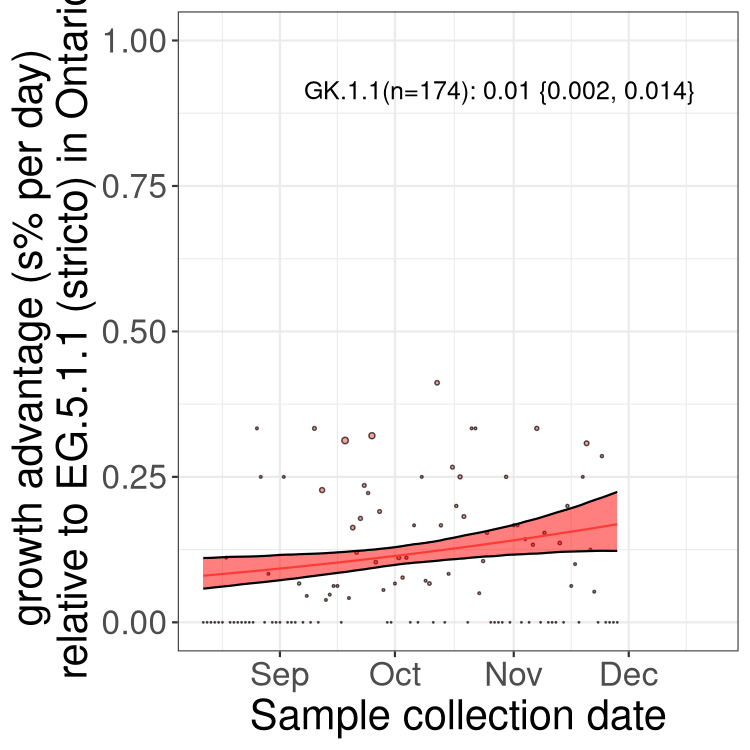 growth advantage (s% per day)
relative to EG.5.1.1 (stricto) in Ontario
1.00
0.75
0.50
0.25
0.00
GK.1.1(n=174): 0.01 {0.002, 0.014}
Sep Oct Nov Dec
Sample collection date